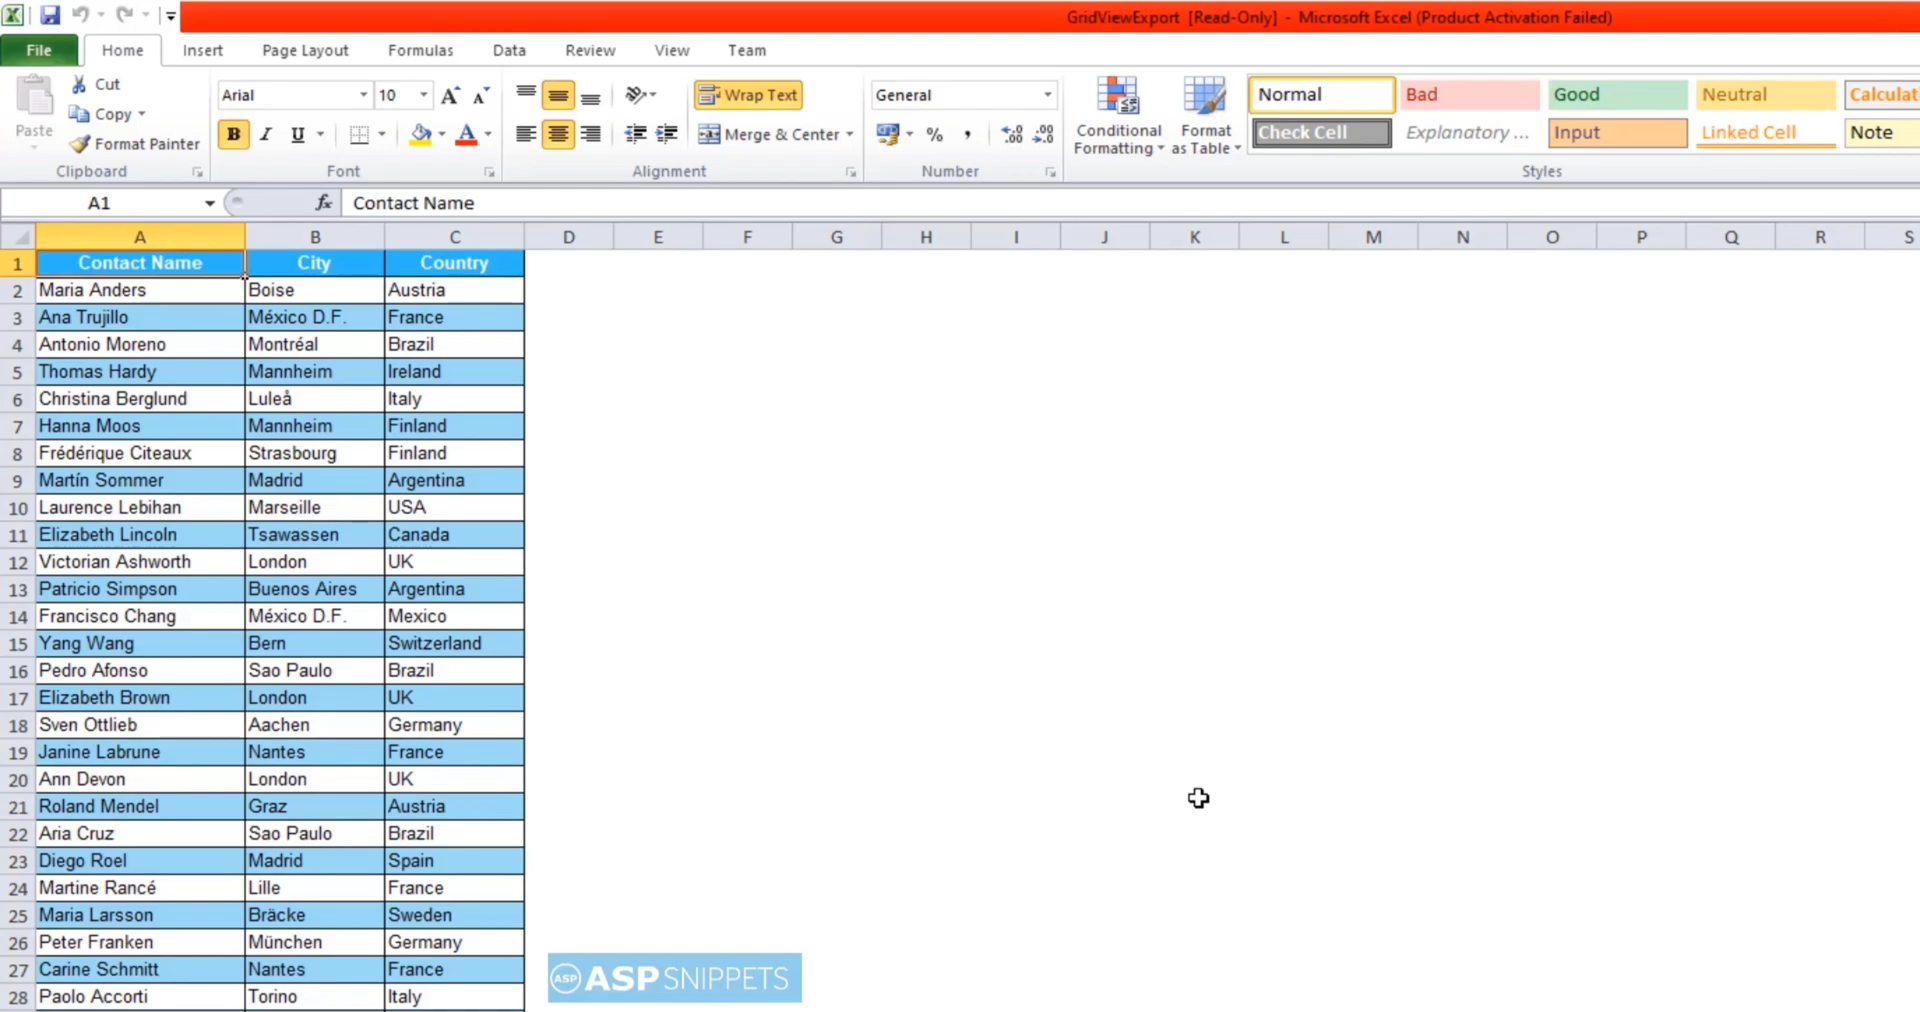 GridViewExport [Read-Only] - Microsoft Excel (Product Activation Failed)
File Home Insert Page Layout Formulas Data Review View Team
Paste
Cut
Copy
Format Painter
Clipboard
Arial 10
B I U A
Font
Wrap Text
Merge & Center
Alignment
General
% ,
Number
Conditional Formatting
Format as Table
Normal Bad Good Neutral Calculati
Check Cell Explanatory ... Input Linked Cell Note
Styles
A1 fx Contact Name
A B C D E F G H I J K L M N O P Q R S
1 Contact Name City Country
2 Maria Anders Boise Austria
3 Ana Trujillo México D.F. France
4 Antonio Moreno Montréal Brazil
5 Thomas Hardy Mannheim Ireland
6 Christina Berglund Luleå Italy
7 Hanna Moos Mannheim Finland
8 Frédérique Citeaux Strasbourg Finland
9 Martín Sommer Madrid Argentina
10 Laurence Lebihan Marseille USA
11 Elizabeth Lincoln Tsawassen Canada
12 Victorian Ashworth London UK
13 Patricio Simpson Buenos Aires Argentina
14 Francisco Chang México D.F. Mexico
15 Yang Wang Bern Switzerland
16 Pedro Afonso Sao Paulo Brazil
17 Elizabeth Brown London UK
18 Sven Ottlieb Aachen Germany
19 Janine Labrune Nantes France
20 Ann Devon London UK
21 Roland Mendel Graz Austria
22 Aria Cruz Sao Paulo Brazil
23 Diego Roel Madrid Spain
24 Martine Rancé Lille France
25 Maria Larsson Bräcke Sweden
26 Peter Franken München Germany
27 Carine Schmitt Nantes France
28 Paolo Accorti Torino Italy
ASP ASPSNIPPETS